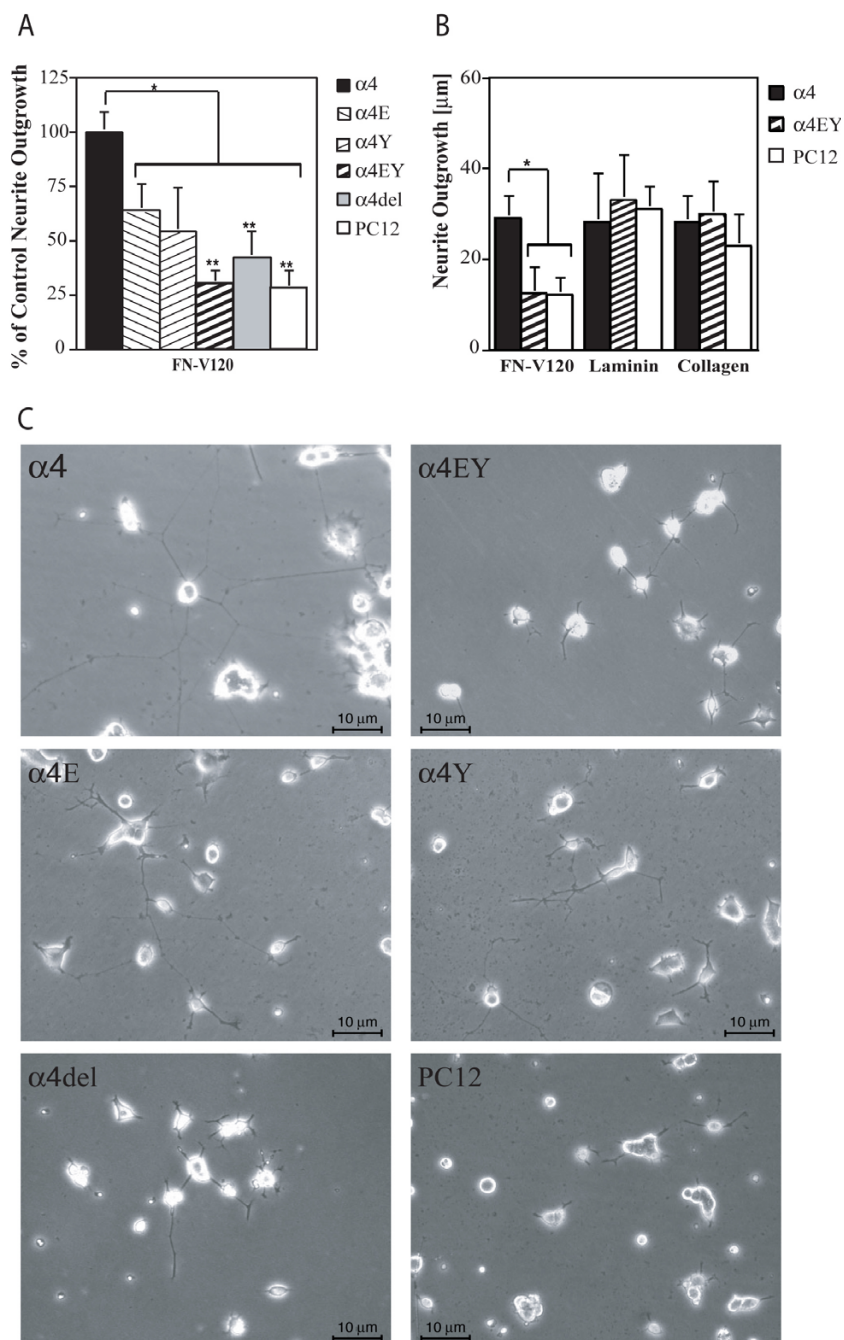 A
% of Control Neurite Outgrowth
125
100
75
50
25
0
*
**
**
**
FN-V120
α4
α4E
α4Y
α4EY
α4del
PC12
B
Neurite Outgrowth [μm]
60
40
20
0
*
FN-V120 Laminin Collagen
α4
α4EY
PC12
C
α4
10 μm
α4EY
10 μm
α4E
10 μm
α4Y
10 μm
α4del
10 μm
PC12
10 μm